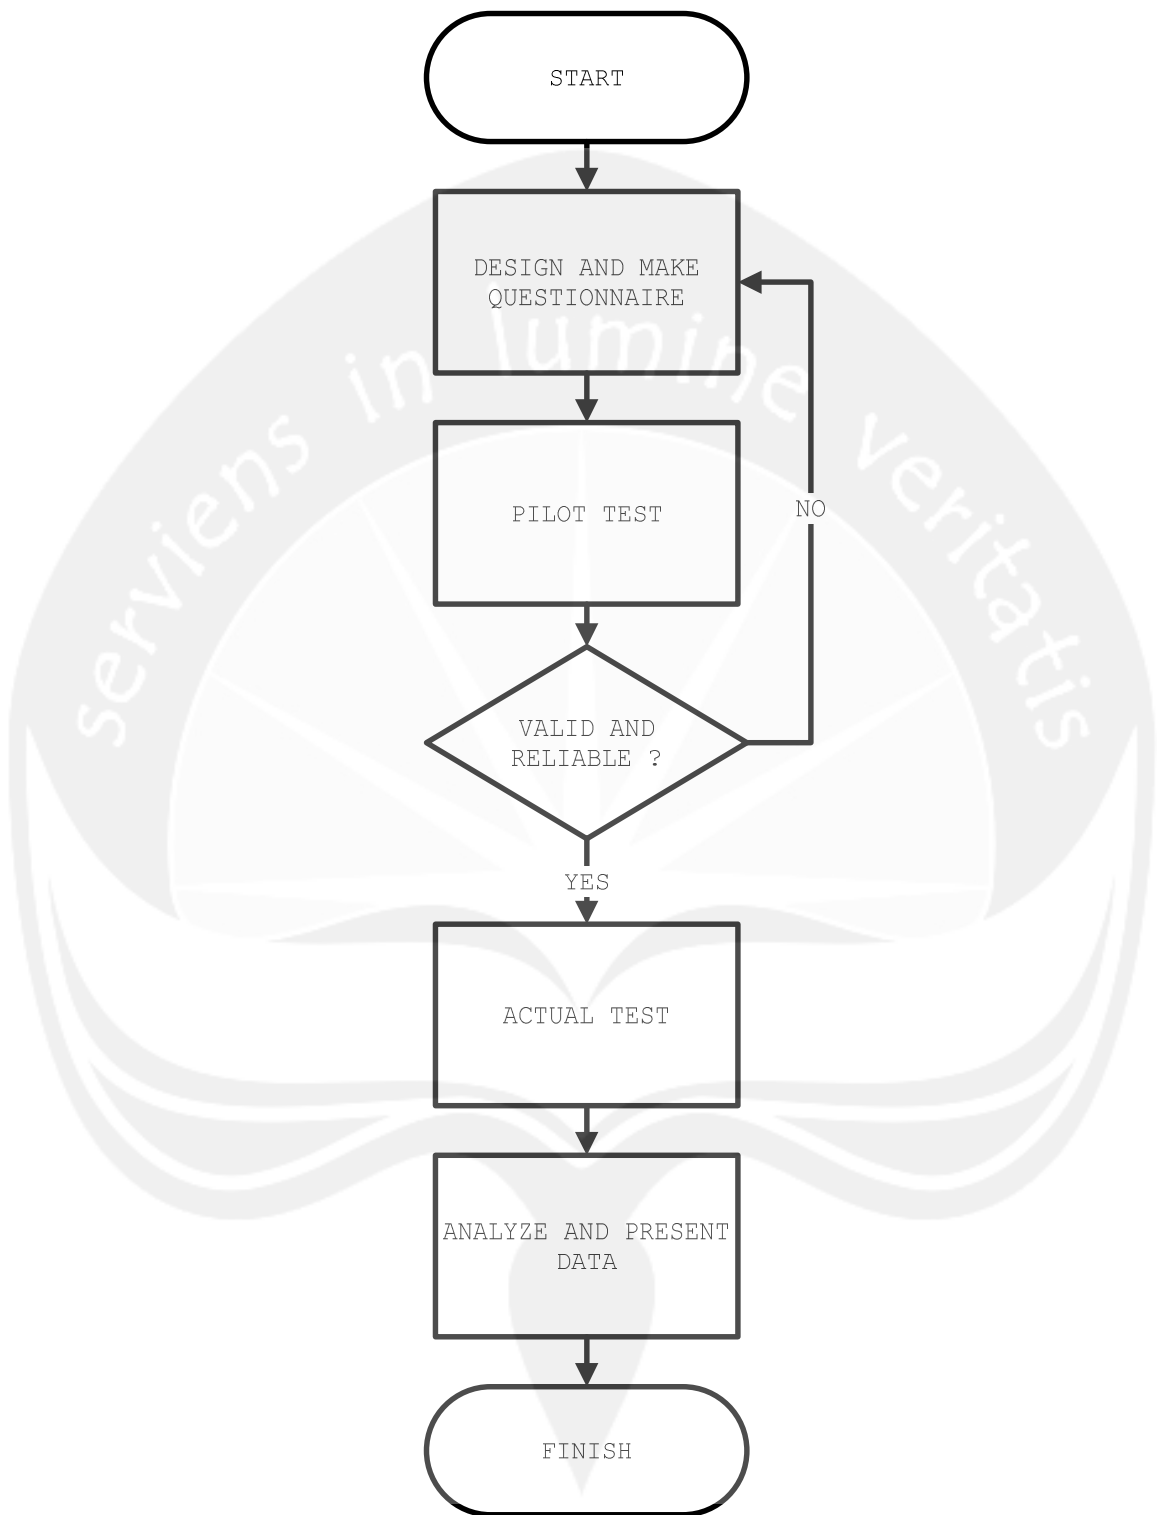 START
DESIGN AND MAKE
QUESTIONNAIRE
serviens in lumine veritatis
PILOT TEST
NO
VALID AND
RELIABLE ?
YES
ACTUAL TEST
ANALYZE AND PRESENT
DATA
FINISH